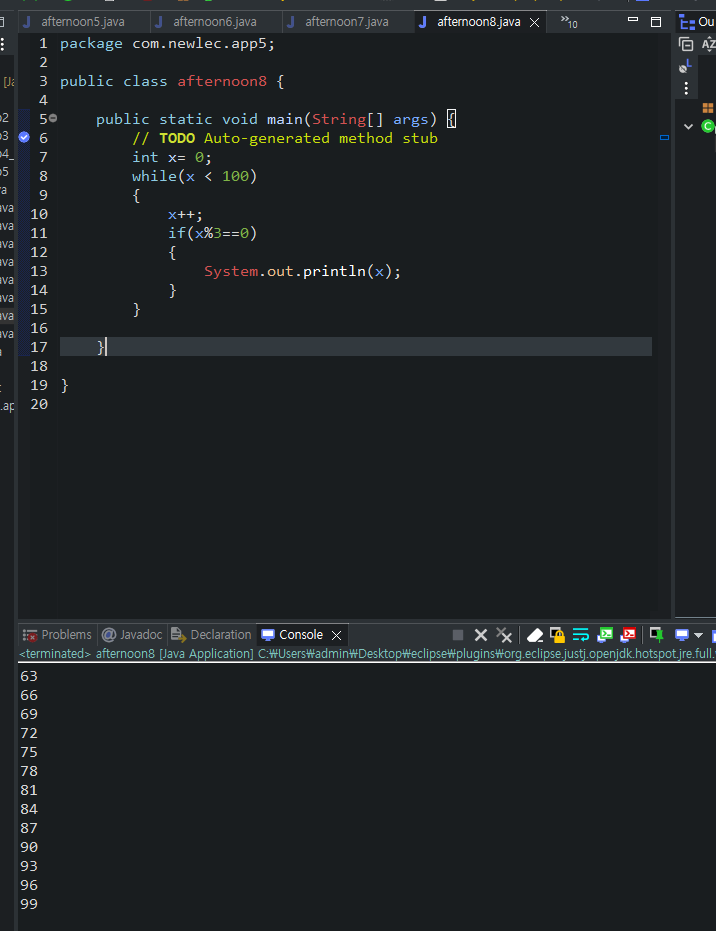 afternoon5.java afternoon6.java afternoon7.java afternoon8.java »10 Ou
1 package com.newlec.app5;
2
3 public class afternoon8 {
4
5 public static void main(String[] args) {
6 // TODO Auto-generated method stub
7 int x= 0;
8 while(x < 100)
9 {
10 x++;
11 if(x%3==0)
12 {
13 System.out.println(x);
14 }
15 }
16
17 }
18
19 }
20
Problems Javadoc Declaration Console
<terminated> afternoon8 [Java Application] C:₩Users₩admin₩Desktop₩eclipse₩plugins₩org.eclipse.justj.openjdk.hotspot.jre.full.
63
66
69
72
75
78
81
84
87
90
93
96
99